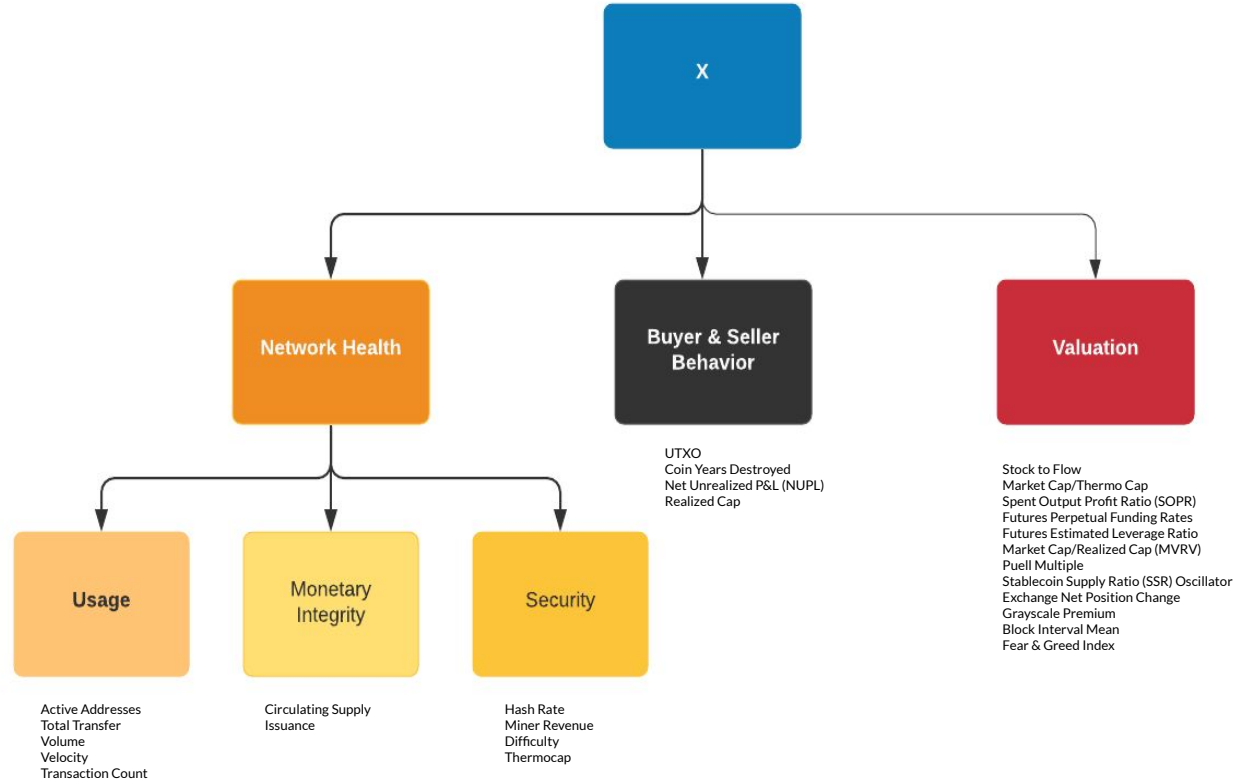 X
Network Health
Buyer & Seller
Behavior
Valuation
UTXO
Coin Years Destroyed
Net Unrealized P&L (NUPL)
Realized Cap
Stock to Flow
Market Cap/Thermo Cap
Spent Output Profit Ratio (SOPR)
Futures Perpetual Funding Rates
Futures Estimated Leverage Ratio
Market Cap/Realized Cap (MVRV)
Puell Multiple
Stablecoin Supply Ratio (SSR) Oscillator
Exchange Net Position Change
Grayscale Premium
Block Interval Mean
Fear & Greed Index
Usage
Monetary
Integrity
Security
Active Addresses
Total Transfer
Volume
Velocity
Transaction Count
Circulating Supply
Issuance
Hash Rate
Miner Revenue
Difficulty
Thermocap